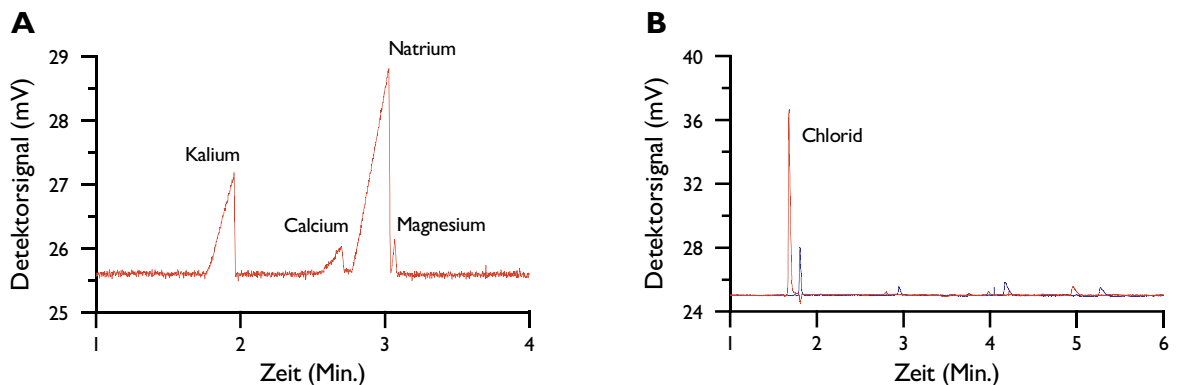 A
Detektorsignal (mV)
29
28
27
26
25
Kalium
Calcium
Natrium
Magnesium
1
2
3
4
Zeit (Min.)
B
Detektorsignal (mV)
40
36
32
28
24
Chlorid
1
2
3
4
5
6
Zeit (Min.)